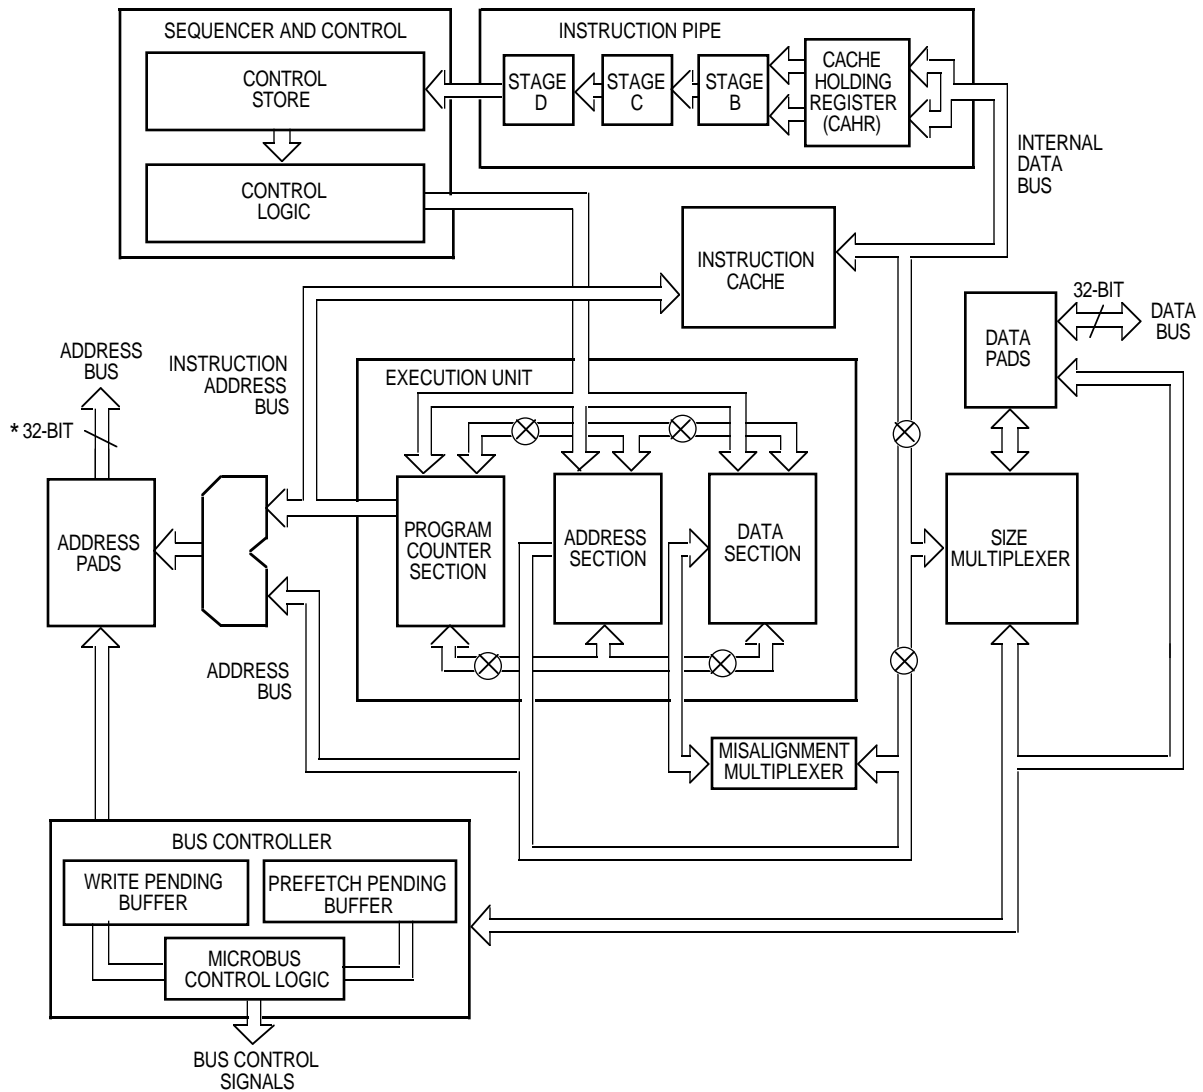 SEQUENCER AND CONTROL
CONTROL
STORE
CONTROL
LOGIC
INSTRUCTION PIPE
STAGE
D
STAGE
C
STAGE
B
CACHE
HOLDING
REGISTER
(CAHR)
INTERNAL
DATA
BUS
INSTRUCTION
CACHE
32-BIT
DATA
BUS
DATA
PADS
ADDRESS
BUS
* 32-BIT
INSTRUCTION
ADDRESS
BUS
EXECUTION UNIT
ADDRESS
PADS
PROGRAM
COUNTER
SECTION
ADDRESS
SECTION
DATA
SECTION
SIZE
MULTIPLEXER
ADDRESS
BUS
MISALIGNMENT
MULTIPLEXER
BUS CONTROLLER
WRITE PENDING
BUFFER
PREFETCH PENDING
BUFFER
MICROBUS
CONTROL LOGIC
BUS CONTROL
SIGNALS